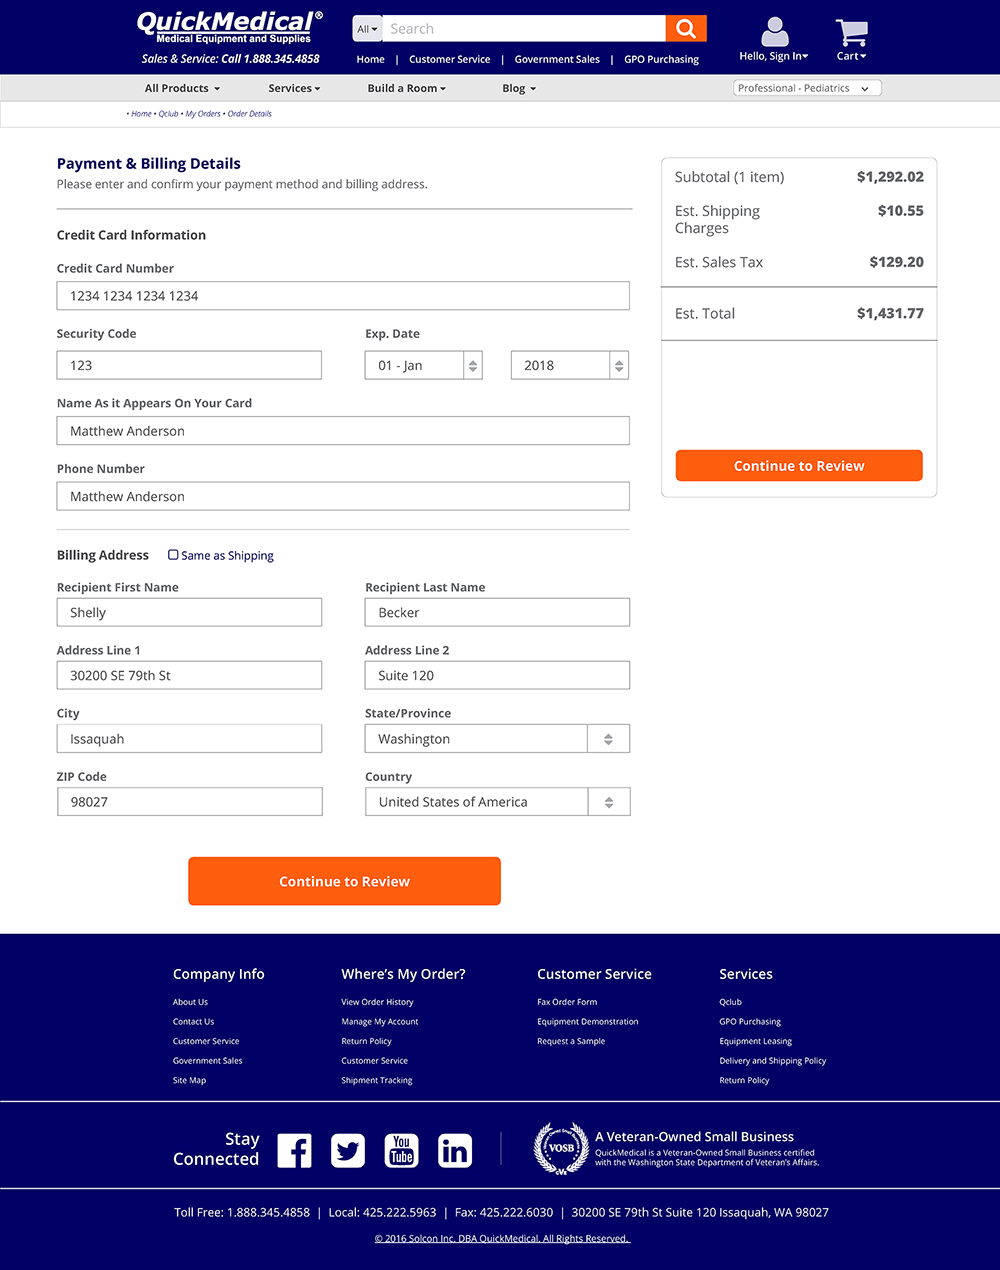 QuickMedical®
Medical Equipment and Supplies
Sales & Service: Call 1.888.345.4858
All
Search
Home | Customer Service | Government Sales | GPO Purchasing
Hello, Sign In
Cart
All Products
Services
Build a Room
Blog
Professional - Pediatrics
• Home • Qclub • My Orders • Order Details
Payment & Billing Details
Please enter and confirm your payment method and billing address.
Credit Card Information
Credit Card Number
1234 1234 1234 1234
Security Code
Exp. Date
123
01 - Jan
2018
Name As it Appears On Your Card
Matthew Anderson
Phone Number
Matthew Anderson
Billing Address
Same as Shipping
Recipient First Name
Recipient Last Name
Shelly
Becker
Address Line 1
Address Line 2
30200 SE 79th St
Suite 120
City
State/Province
Issaquah
Washington
ZIP Code
Country
98027
United States of America
Continue to Review
Subtotal (1 item) $1,292.02
Est. Shipping $10.55
Charges
Est. Sales Tax $129.20
Est. Total $1,431.77
Continue to Review
Company Info
About Us
Contact Us
Customer Service
Government Sales
Site Map
Where's My Order?
View Order History
Manage My Account
Return Policy
Customer Service
Shipment Tracking
Customer Service
Fax Order Form
Equipment Demonstration
Request a Sample
Services
Qclub
GPO Purchasing
Equipment Leasing
Delivery and Shipping Policy
Return Policy
Stay
Connected
You
Tube
in
VOSB
A Veteran-Owned Small Business
QuickMedical is a Veteran-Owned Small Business certified
with the Washington State Department of Veteran's Affairs.
Toll Free: 1.888.345.4858 | Local: 425.222.5963 | Fax: 425.222.6030 | 30200 SE 79th St Suite 120 Issaquah, WA 98027
© 2016 Solcon Inc. DBA QuickMedical. All Rights Reserved.